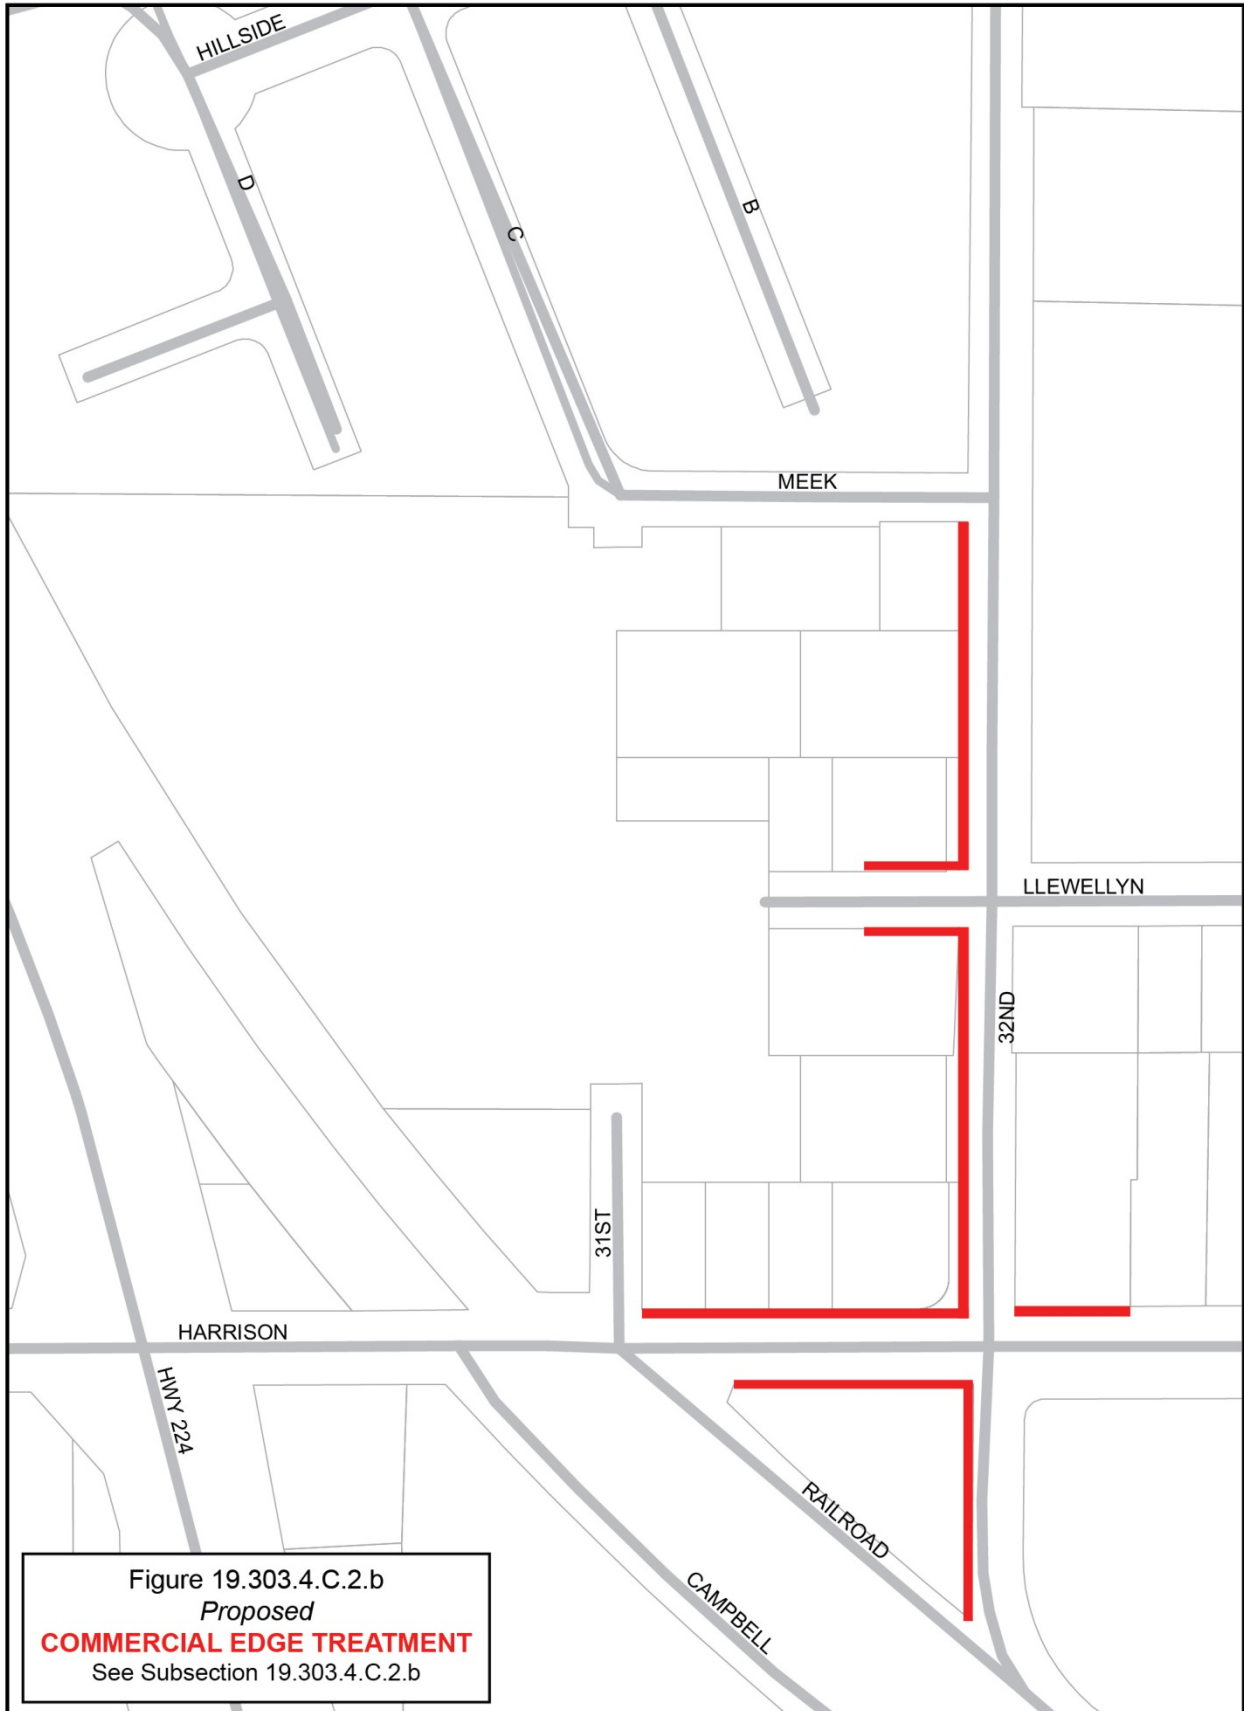 HILLSIDE
D
C
B
MEEK
LLEWELLYN
32ND
31ST
HARRISON
HWY 224
RAILROAD
CAMPBELL
Figure 19.303.4.C.2.b
Proposed
COMMERCIAL EDGE TREATMENT
See Subsection 19.303.4.C.2.b